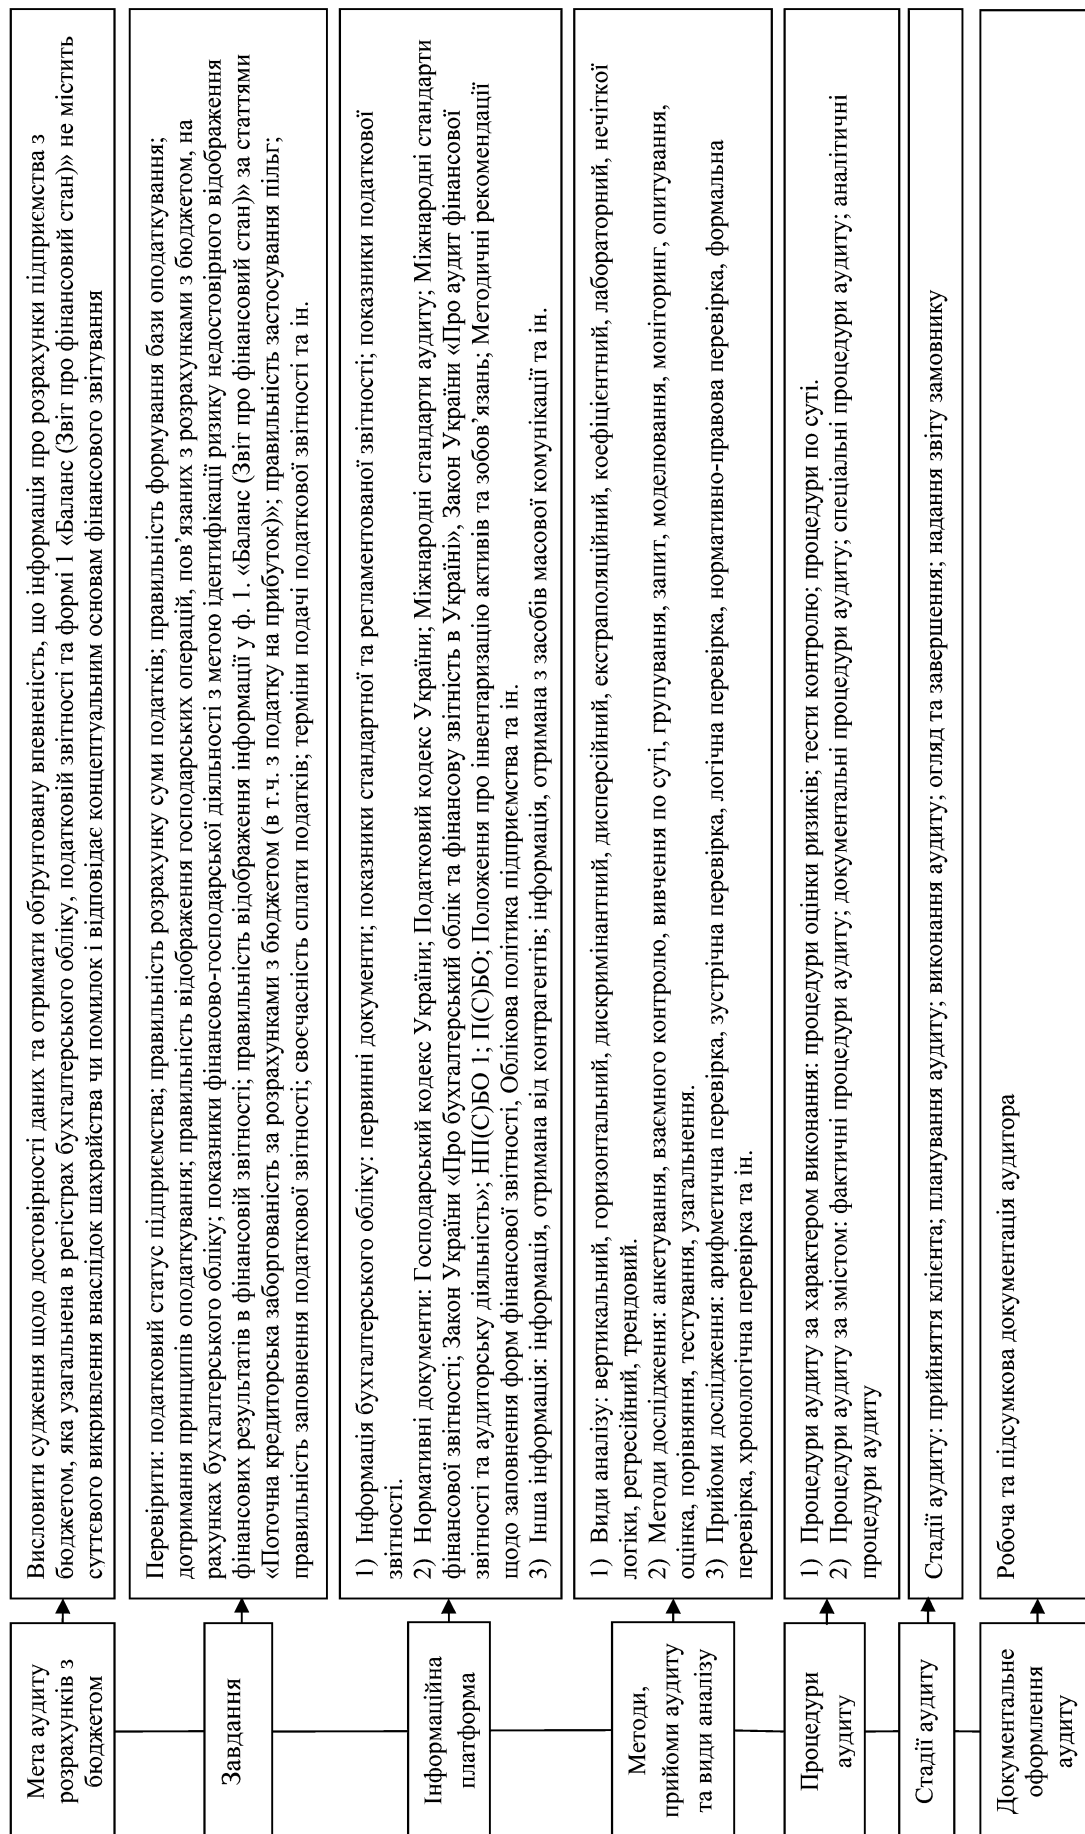 Мета аудиту
розрахунків з
бюджетом
Висловити судження щодо достовірності даних та отримати обґрунтовану впевненість, що інформація про розрахунки підприємства з
бюджетом, яка узагальнена в регістрах бухгалтерського обліку, податковій звітності та формі 1 «Баланс (Звіт про фінансовий стан)» не містить
суттєвого викривлення внаслідок шахрайства чи помилок і відповідає концептуальним основам фінансового звітування
Завдання
Перевірити: податковий статус підприємства; правильність розрахунку суми податків; правильність формування бази оподаткування;
дотримання принципів оподаткування; правильність відображення господарських операцій, пов’язаних з розрахунками з бюджетом, на
рахунках бухгалтерського обліку; показники фінансово-господарської діяльності з метою ідентифікації ризику недостовірного відображення
фінансових результатів в фінансовій звітності; правильність відображення інформації у ф. 1. «Баланс (Звіт про фінансовий стан)» за статтями
«Поточна кредиторська заборгованість за розрахунками з бюджетом (в т.ч. з податку на прибуток)»; правильність застосування пільг;
правильність заповнення податкової звітності; своєчасність сплати податків; терміни подачі податкової звітності та ін.
Інформаційна
платформа
1) Інформація бухгалтерського обліку: первинні документи; показники стандартної та регламентованої звітності; показники податкової
звітності.
2) Нормативні документи: Господарський кодекс України; Податковий кодекс України; Міжнародні стандарти аудиту; Міжнародні стандарти
фінансової звітності; Закон України «Про бухгалтерський облік та фінансову звітність в Україні», Закон України «Про аудит фінансової
звітності та аудиторську діяльність»; НП(С)БО 1; П(С)БО; Положення про інвентаризацію активів та зобов’язань; Методичні рекомендації
щодо заповнення форм фінансової звітності, Облікова політика підприємства та ін.
3) Інша інформація: інформація, отримана від контрагентів; інформація, отримана з засобів масової комунікації та ін.
Методи,
прийоми аудиту
та види аналізу
1) Види аналізу: вертикальний, горизонтальний, дискримінантний, дисперсійний, екстраполяційний, коефіцієнтний, лабораторний, нечіткої
логіки, регресійний, трендовий.
2) Методи дослідження: анкетування, взаємного контролю, вивчення по суті, групування, запит, моделювання, моніторинг, опитування,
оцінка, порівняння, тестування, узагальнення.
3) Прийоми дослідження: арифметична перевірка, зустрічна перевірка, логічна перевірка, нормативно-правова перевірка, формальна
перевірка, хронологічна перевірка та ін.
Процедури
аудиту
1) Процедури аудиту за характером виконання: процедури оцінки ризиків; тести контролю; процедури по суті.
2) Процедури аудиту за змістом: фактичні процедури аудиту; документальні процедури аудиту; спеціальні процедури аудиту; аналітичні
процедури аудиту
Стадії аудиту
Стадії аудиту: прийняття клієнта; планування аудиту; виконання аудиту; огляд та завершення; надання звіту замовнику
Документальне
оформлення
аудиту
Робоча та підсумкова документація аудитора